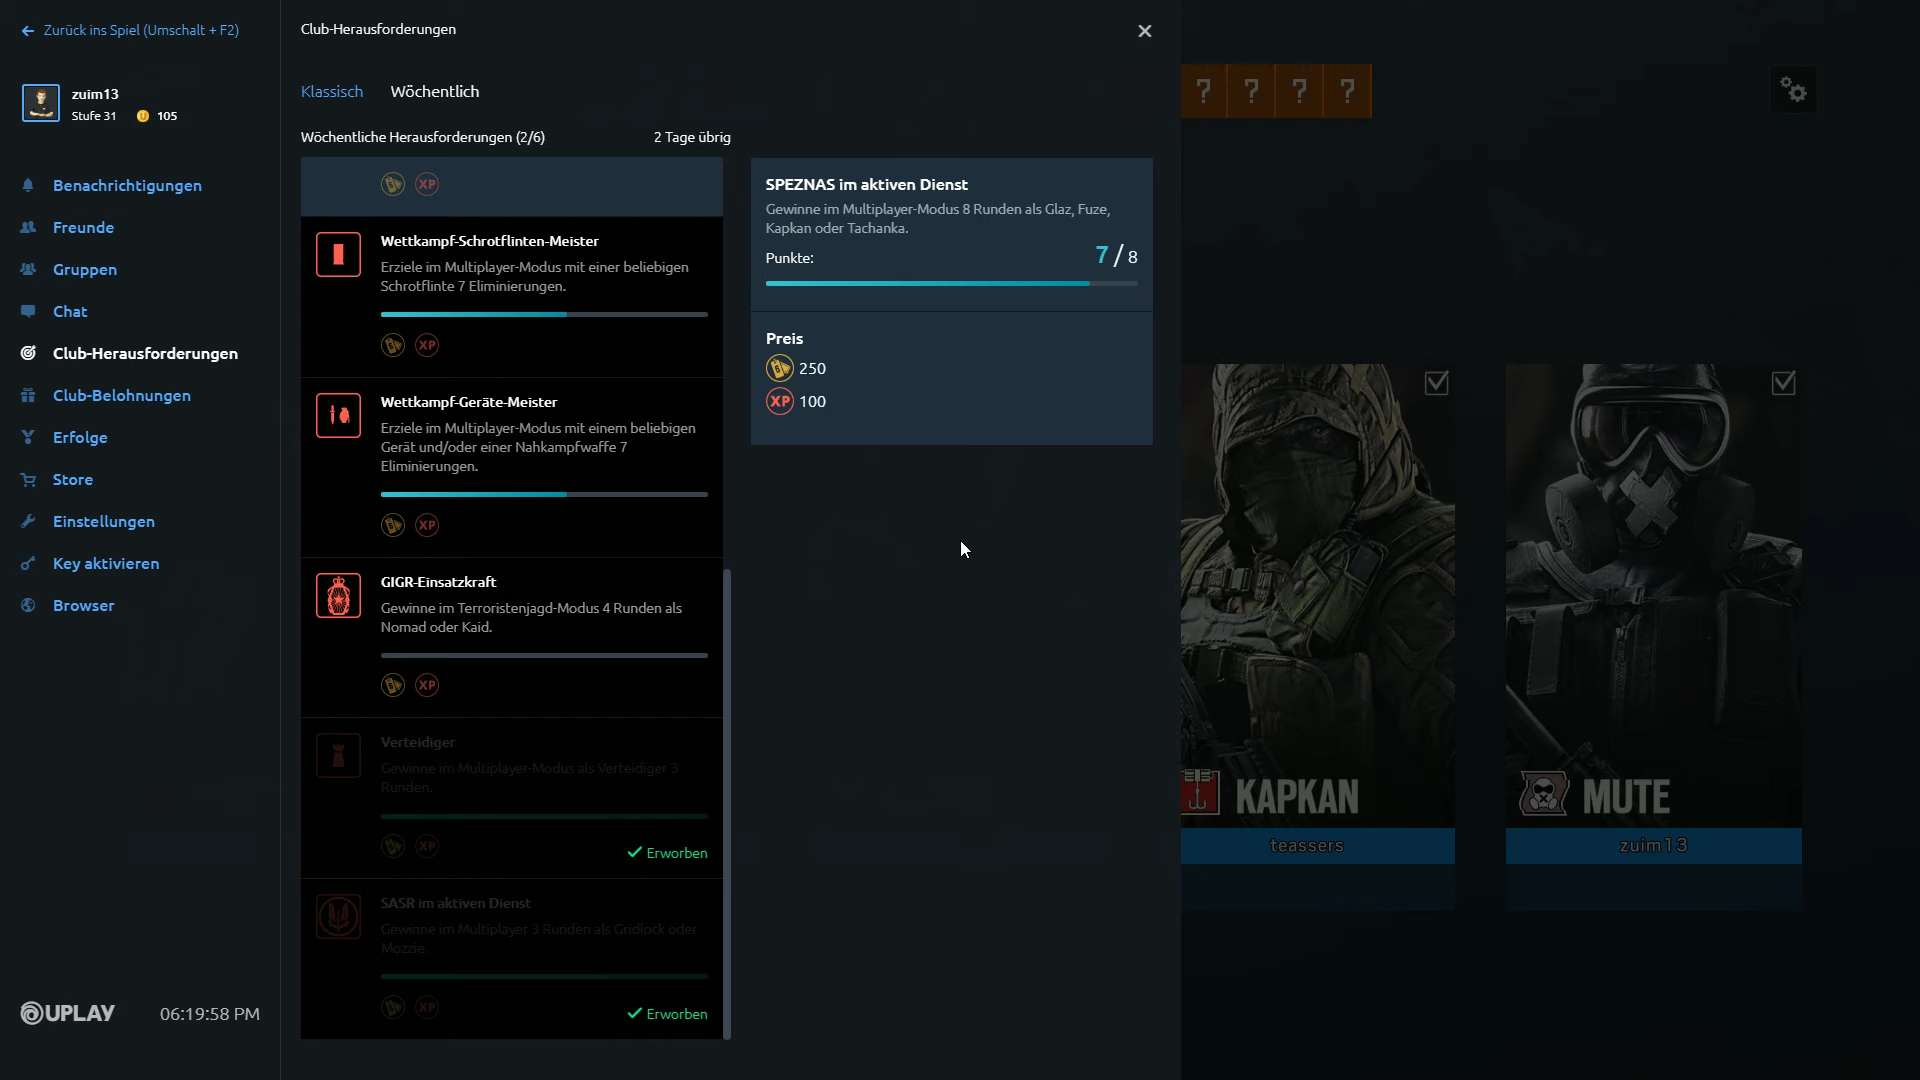 Zurück ins Spiel (Umschalt + F2)
zuim13
Stufe 31
105
Benachrichtigungen
Freunde
Gruppen
Chat
Club-Herausforderungen
Club-Belohnungen
Erfolge
Store
Einstellungen
Key aktivieren
Browser
UPLAY
06:19:58 PM
Club-Herausforderungen
Klassisch
Wöchentlich
Wöchentliche Herausforderungen (2/6)
2 Tage übrig
XP
Wettkampf-Schrotflinten-Meister
Erziele im Multiplayer-Modus mit einer beliebigen
Schrotflinte 7 Eliminierungen.
XP
Wettkampf-Geräte-Meister
Erziele im Multiplayer-Modus mit einem beliebigen
Gerät und/oder einer Nahkampfwaffe 7
Eliminierungen.
XP
GIGR-Einsatzkraft
Gewinne im Terroristenjagd-Modus 4 Runden als
Nomad oder Kaid.
XP
Verteidiger
Gewinne im Multiplayer-Modus als Verteidiger 3
Runden.
XP
Erworben
SASR im aktiven Dienst
Gewinne im Multiplayer 3 Runden als Gridlock oder
Mozzie.
XP
Erworben
SPEZNAS im aktiven Dienst
Gewinne im Multiplayer-Modus 8 Runden als Glaz, Fuze,
Kapkan oder Tachanka.
Punkte:
7 / 8
Preis
250
XP 100
? ? ? ?
KAPKAN
teassers
MUTE
zuim13